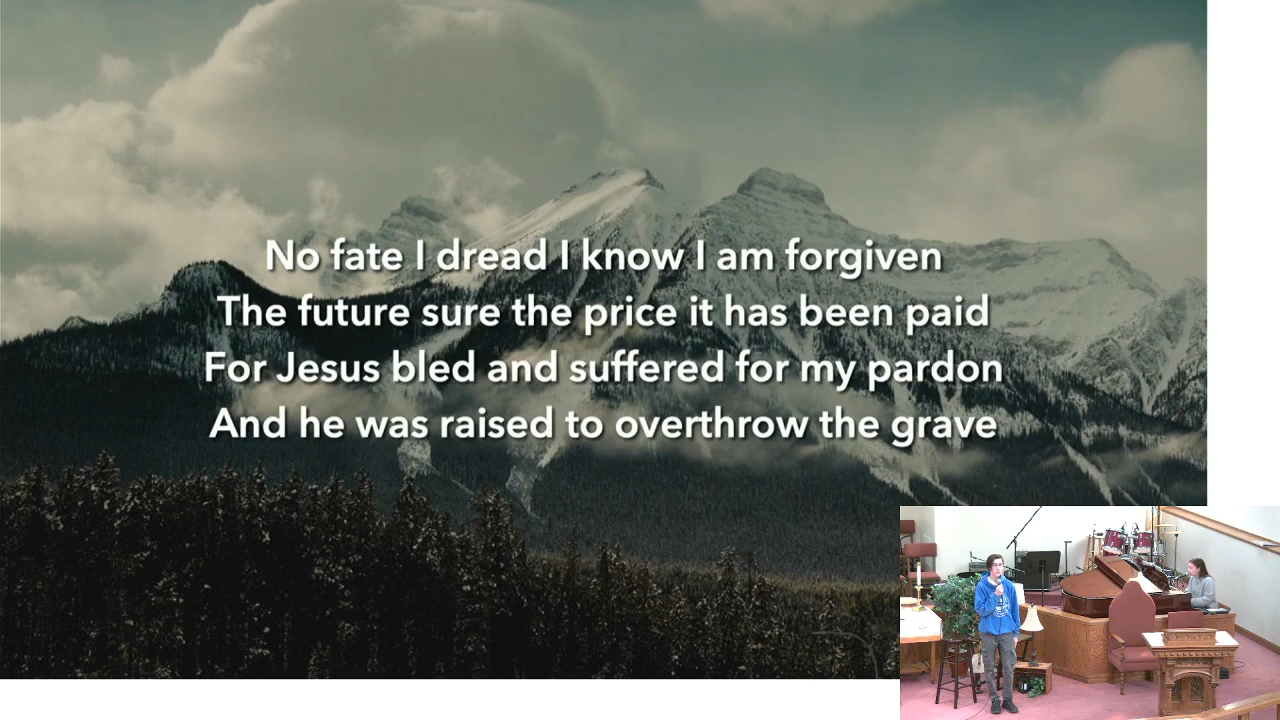 No fate I dread I know I am forgiven
The future sure the price it has been paid
For Jesus bled and suffered for my pardon
And he was raised to overthrow the grave